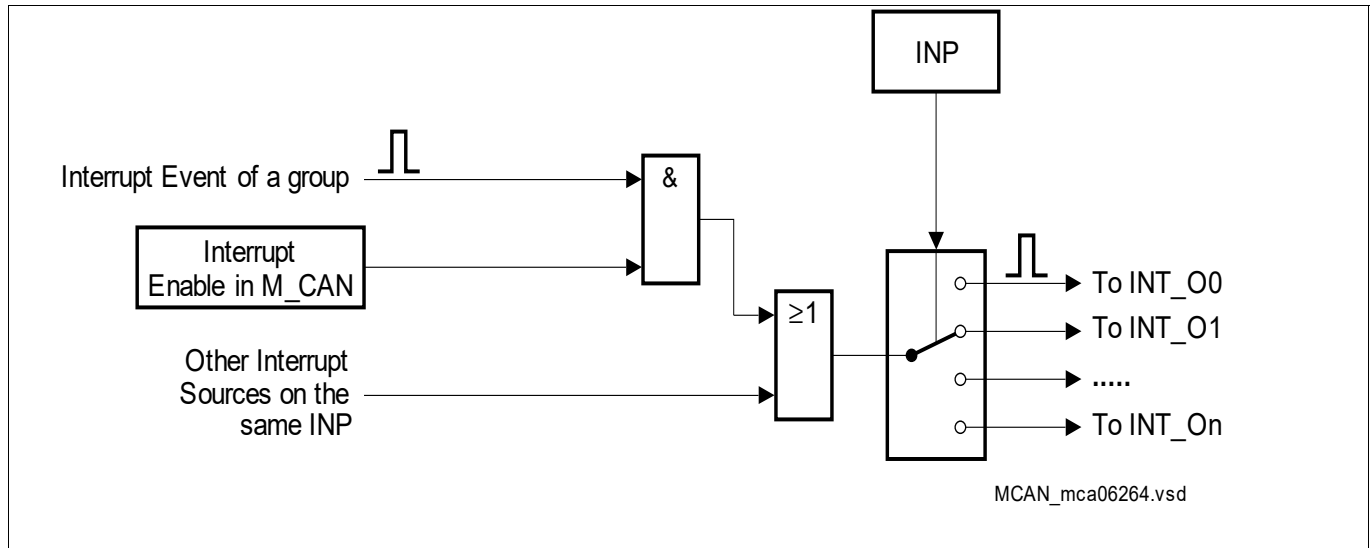 INP
Interrupt Event of a group
&
Interrupt
Enable in M_CAN
≥1
Other Interrupt
Sources on the
same INP
To INT_O0
To INT_O1
.....
To INT_On
MCAN_mca06264.vsd